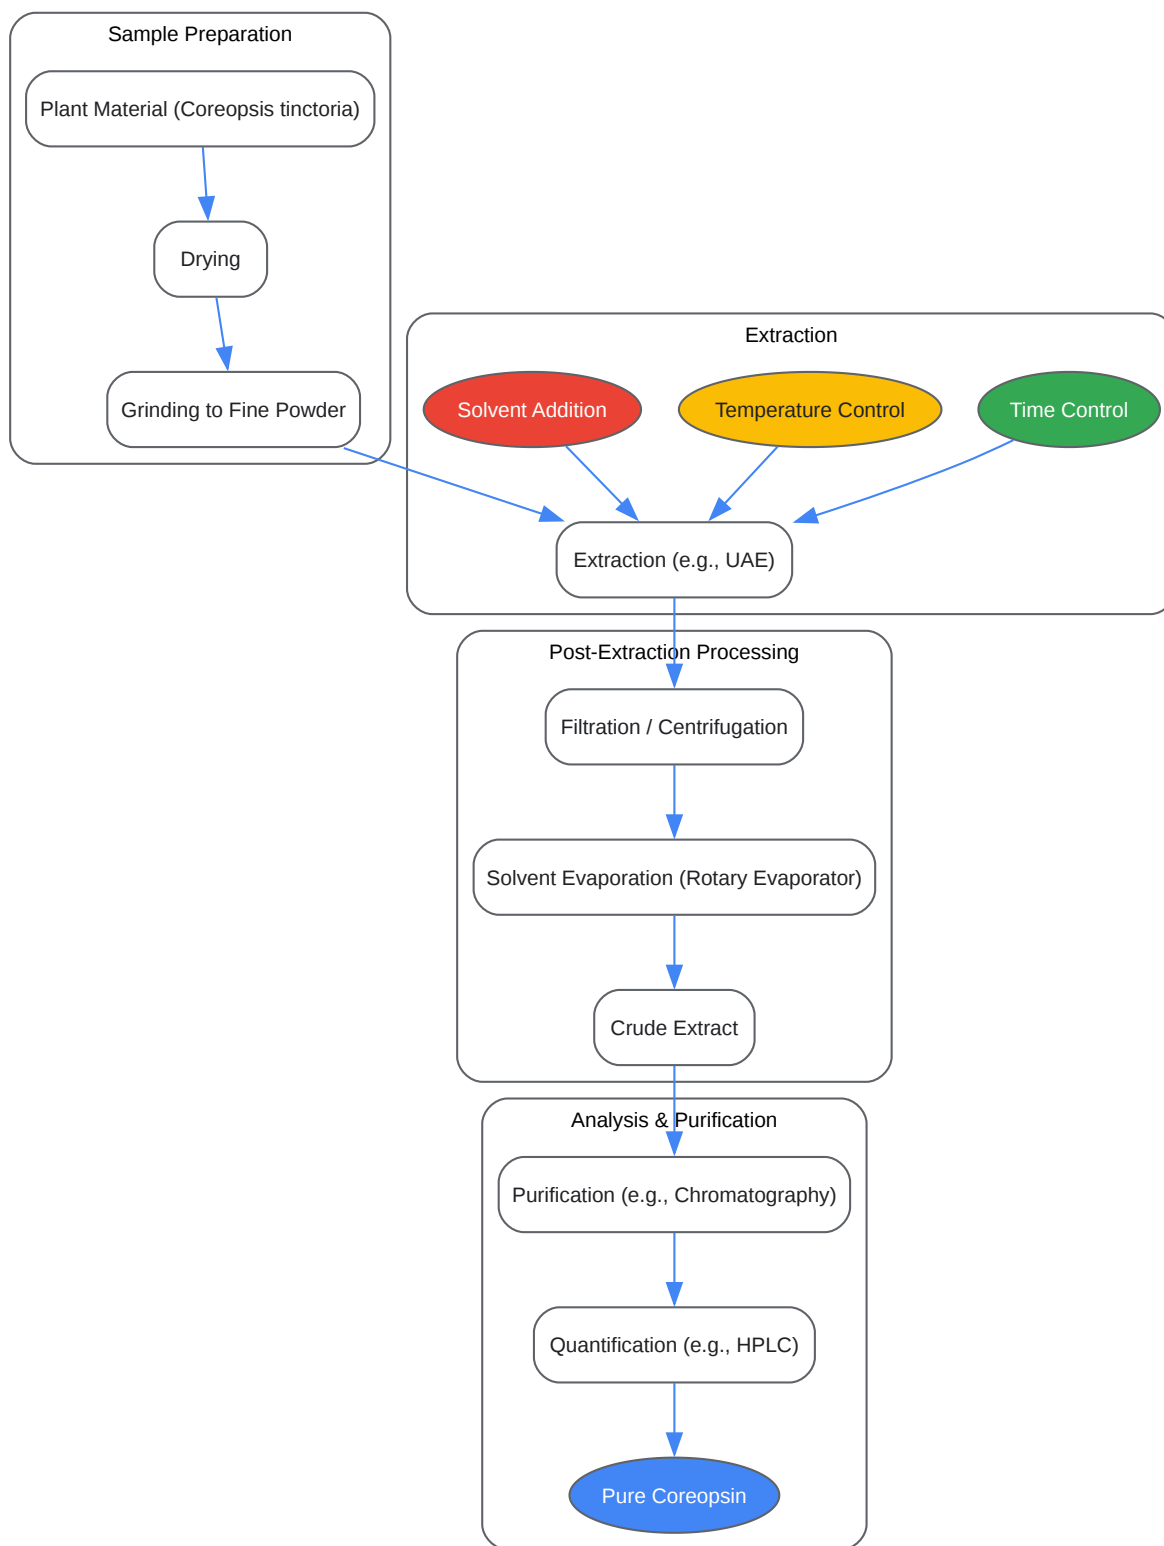 Sample Preparation
Plant Material (Coreopsis tinctoria)
Drying
Grinding to Fine Powder
Extraction
Solvent Addition
Temperature Control
Time Control
Extraction (e.g., UAE)
Post-Extraction Processing
Filtration / Centrifugation
Solvent Evaporation (Rotary Evaporator)
Crude Extract
Analysis & Purification
Purification (e.g., Chromatography)
Quantification (e.g., HPLC)
Pure Coreopsin